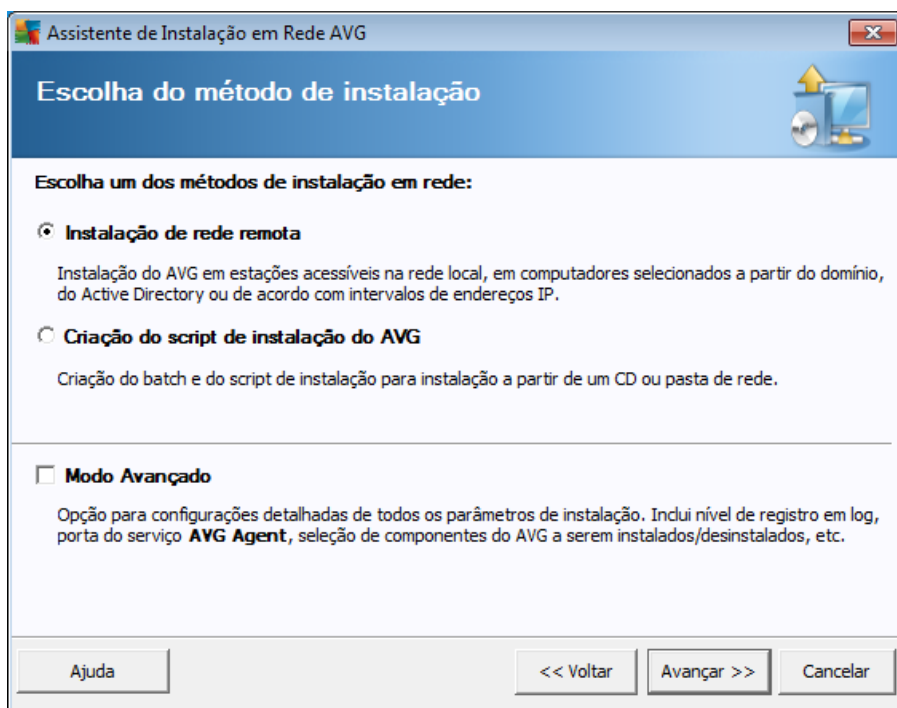 Assistente de Instalação em Rede AVG
Escolha do método de instalação
Escolha um dos métodos de instalação em rede:
Instalação de rede remota
Instalação do AVG em estações acessíveis na rede local, em computadores selecionados a partir do domínio,
do Active Directory ou de acordo com intervalos de endereços IP.
Criação do script de instalação do AVG
Criação do batch e do script de instalação para instalação a partir de um CD ou pasta de rede.
Modo Avançado
Opção para configurações detalhadas de todos os parâmetros de instalação. Inclui nível de registro em log,
porta do serviço AVG Agent, seleção de componentes do AVG a serem instalados/desinstalados, etc.
Ajuda
<< Voltar
Avançar >>
Cancelar